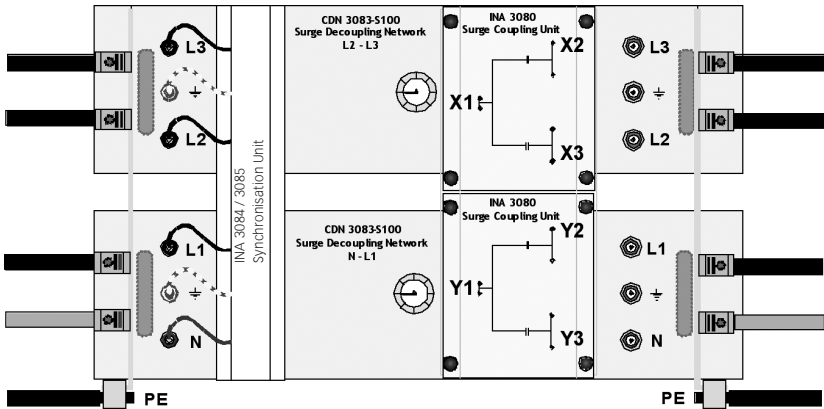 CDN 3083-S100
Surge Decoupling Network
L2 - L3
INA 3080
Surge Coupling Unit
L3
X2
L3
X1
L2
X3
L2
INA 3084 / 3085
Synchronisation Unit
CDN 3083-S100
Surge Decoupling Network
N - L1
INA 3080
Surge Coupling Unit
L1
Y2
L1
Y1
N
Y3
N
PE
PE